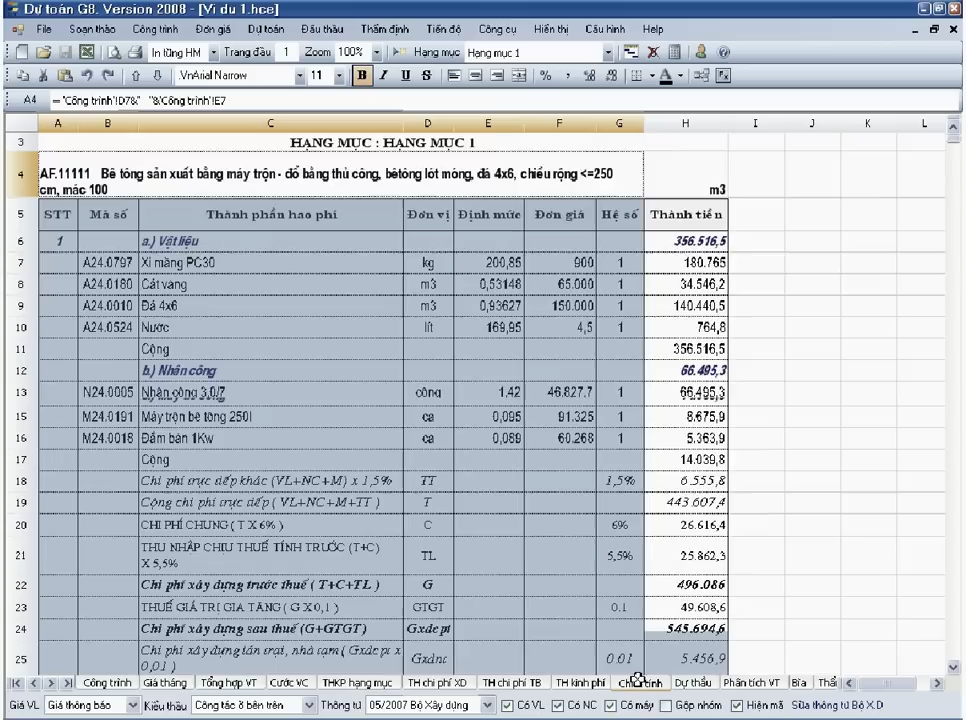 Dự toán G8. Version 2008 - [Vi du 1.hce]
File Soạn thảo Công trình Đơn giá Dự toán Đấu thầu Thẩm định Tiến độ Công cụ Hiển thị Cấu hình Help
In từng HM Trang đầu 1 Zoom 100% Hạng mục Hạng mục 1
.VnArial Narrow 11 B I U S % ,
A4 = 'Công trình'!D7&" "&'Công trình'!E7
A B C D E F G H I J K L
3 HẠNG MỤC : HẠNG MỤC 1
4 AF.11111 Bê tông sản xuất bằng máy trộn - đổ bằng thủ công, bêtông lót móng, đá 4x6, chiều rộng <=250
cm, mác 100 m3
5 STT Mã số Thành phần hao phí Đơn vị Định mức Đơn giá Hệ số Thành tiền
6 1 a.) Vật liệu 356.516,5
7 A24.0797 Xi măng PC30 kg 200,85 900 1 180.765
8 A24.0180 Cát vàng m3 0,53148 65.000 1 34.546,2
9 A24.0010 Đá 4x6 m3 0,93627 150.000 1 140.440,5
10 A24.0524 Nước lít 169,95 4,5 1 764,8
11 Cộng 356.516,5
12 b.) Nhân công 66.495,3
13 N24.0005 Nhân công 3,0/7 công 1,42 46.827,7 1 66.495,3
15 M24.0191 Máy trộn bê tông 250l ca 0,095 91.325 1 8.675,9
16 M24.0018 Đầm bàn 1Kw ca 0,089 60.268 1 5.363,9
17 Cộng 14.039,8
18 Chi phí trực tiếp khác (VL+NC+M) x 1,5% TT 1,5% 6.555,8
19 Cộng chi phí trực tiếp ( VL+NC+M+TT ) T 443.607,4
20 CHI PHÍ CHUNG ( T X 6% ) C 6% 26.616,4
21 THU NHẬP CHỊU THUẾ TÍNH TRƯỚC (T+C)
X 5,5% TL 5,5% 25.862,3
22 Chi phí xây dựng trước thuế ( T+C+TL ) G 496.086
23 THUẾ GIÁ TRỊ GIA TĂNG ( G X 0,1 ) GTGT 0.1 49.608,6
24 Chi phí xây dựng sau thuế (G+GTGT) Gxdcpt 545.694,6
25 Chi phí xây dựng lán trại, nhà tạm ( Gxdcpt x
0,01 ) Gxdnt 0.01 5.456,9
Công trình Giá tháng Tổng hợp VT Cước VC THKP hạng mục TH chi phí XD TH chi phí TB TH kinh phí Dự thầu Phân tích VT Bìa Thẩ
Giá VL Giá thông báo Kiểu thầu Công tác ở bên trên Thông tư 05/2007 Bộ Xây dựng Có VL Có NC Có máy Gộp nhóm Hiện mã Sửa thông tư Bộ X.D